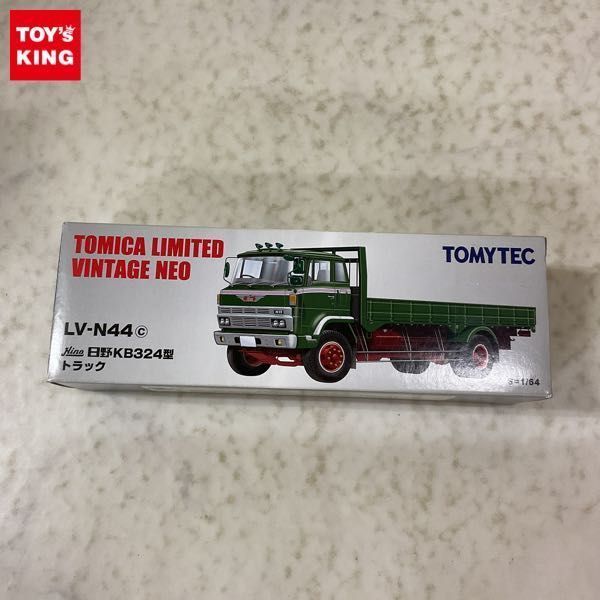 TOY's
KING
TOMICA LIMITED
VINTAGE NEO
TOMYTEC
LV-N44 ⓒ
Hino 日野KB324型
トラック
S=1/64